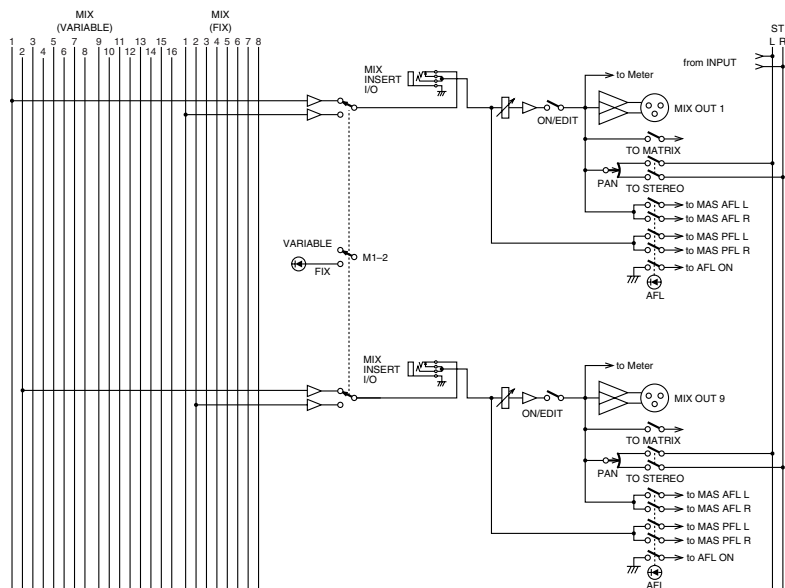 MIX
(VARIABLE)
MIX
(FIX)
1 3 4 5 6 7 8 9 11 13 15 1 3 4 5 6 7 8
2 10 12 14 16 2
ST
L R
from INPUT
MIX
INSERT
I/O
to Meter
ON/EDIT
MIX OUT 1
TO MATRIX
PAN
TO STEREO
to MAS AFL L
to MAS AFL R
to MAS PFL L
to MAS PFL R
to AFL ON
AFL
VARIABLE
M1–2
FIX
MIX
INSERT
I/O
to Meter
ON/EDIT
MIX OUT 9
TO MATRIX
PAN
TO STEREO
to MAS AFL L
to MAS AFL R
to MAS PFL L
to MAS PFL R
to AFL ON
AFL